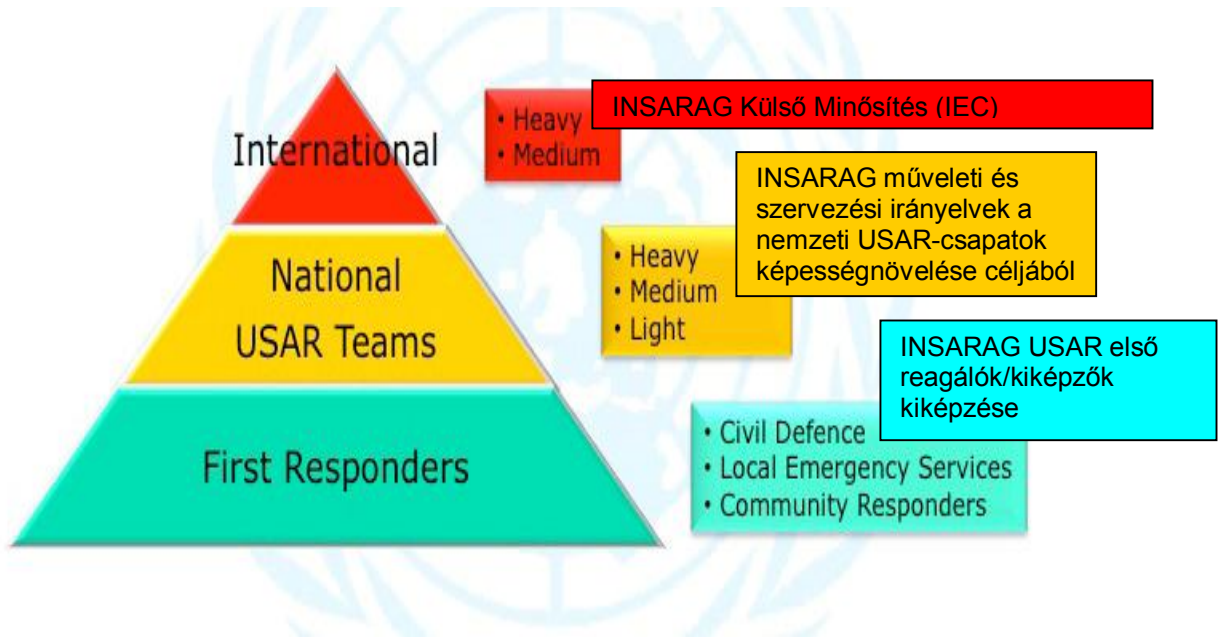 International
• Heavy
• Medium
INSARAG Külső Minősítés (IEC)
National
USAR Teams
• Heavy
• Medium
• Light
INSARAG műveleti és
szervezési irányelvek a
nemzeti USAR-csapatok
képességnövelése céljából
First Responders
• Civil Defence
• Local Emergency Services
• Community Responders
INSARAG USAR első
reagálók/kiképzők
kiképzése